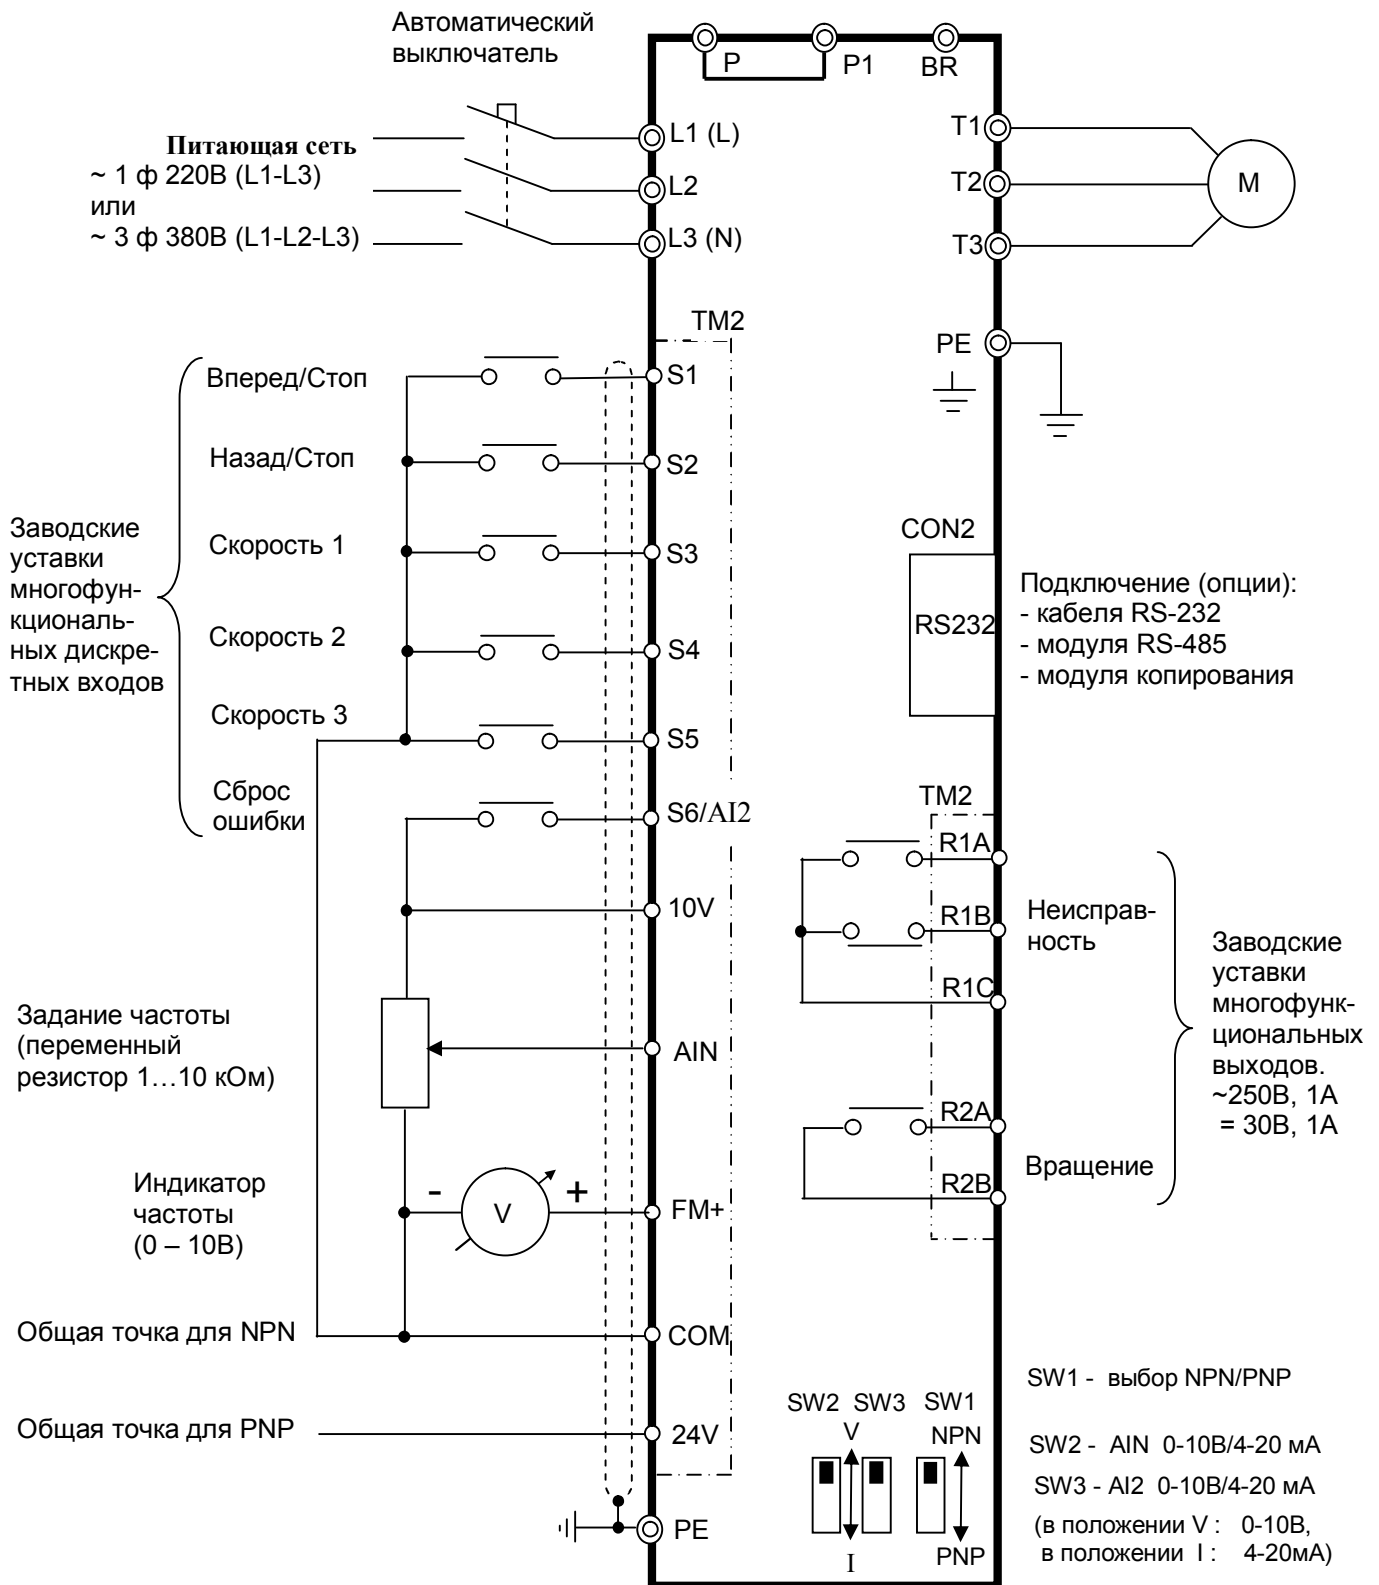 Автоматический
выключатель
P
P1
BR
Питающая сеть
~ 1 ф 220В (L1-L3)
или
~ 3 ф 380В (L1-L2-L3)
L1 (L)
L2
L3 (N)
T1
T2
T3
M
TM2
PE
Заводские
уставки
многофун-
кциональ-
ных дискре-
тных входов
Вперед/Стоп
S1
Назад/Стоп
S2
Скорость 1
S3
Скорость 2
S4
Скорость 3
S5
Сброс
ошибки
S6/AI2
CON2
RS232
Подключение (опции):
- кабеля RS-232
- модуля RS-485
- модуля копирования
10V
Задание частоты
(переменный
резистор 1…10 кОм)
AIN
Индикатор
частоты
(0 – 10В)
-
V
+
FM+
Общая точка для NPN
COM
Общая точка для PNP
24V
PE
TM2
R1A
R1B
R1C
Неисправ-
ность
R2A
R2B
Вращение
Заводские
уставки
многофунк-
циональных
выходов.
~250В, 1А
= 30В, 1А
SW2 SW3 SW1
V
NPN
I
PNP
SW1 - выбор NPN/PNP
SW2 - AIN 0-10В/4-20 мА
SW3 - AI2 0-10В/4-20 мА
(в положении V : 0-10В,
в положении I : 4-20мА)